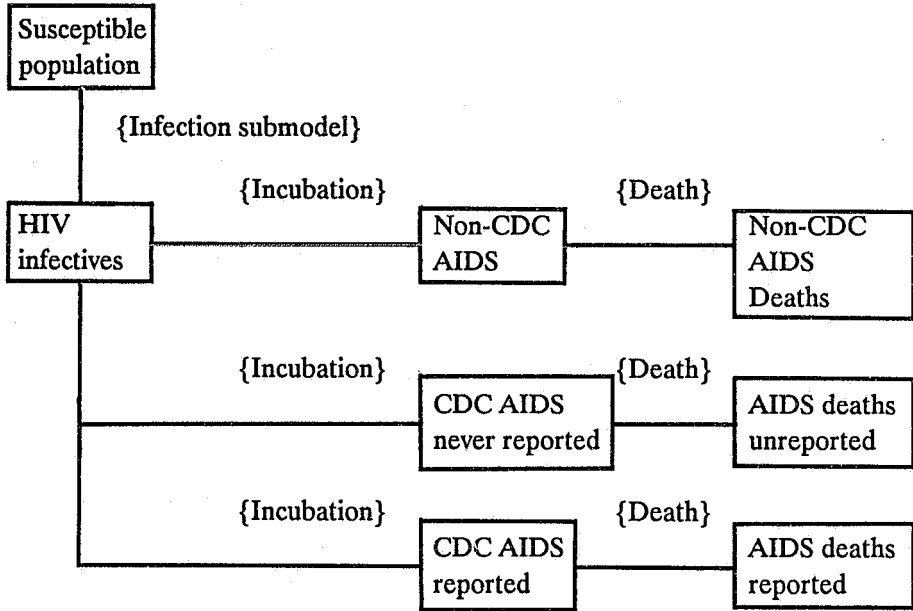 Susceptible
population
{Infection submodel}
{Incubation}
{Death}
HIV
infectives
Non-CDC
AIDS
Non-CDC
AIDS
Deaths
{Incubation}
{Death}
CDC AIDS
never reported
AIDS deaths
unreported
{Incubation}
{Death}
CDC AIDS
reported
AIDS deaths
reported